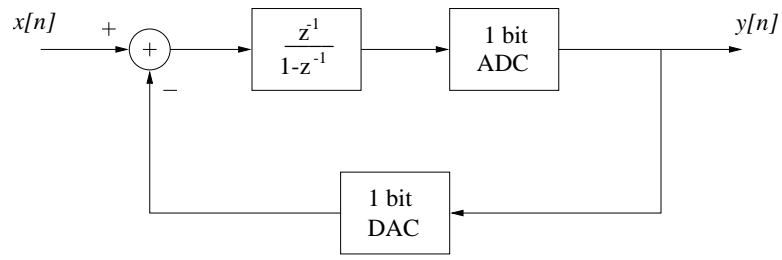 x[n]
+
+
−
z-1
1-z-1
1 bit
ADC
y[n]
1 bit
DAC